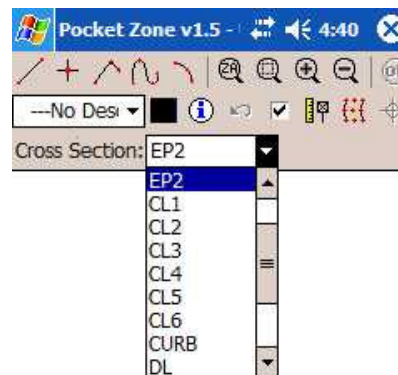 Pocket Zone v1.5 - 4:40
---No Des
Cross Section: EP2
EP2
CL1
CL2
CL3
CL4
CL5
CL6
CURB
DL